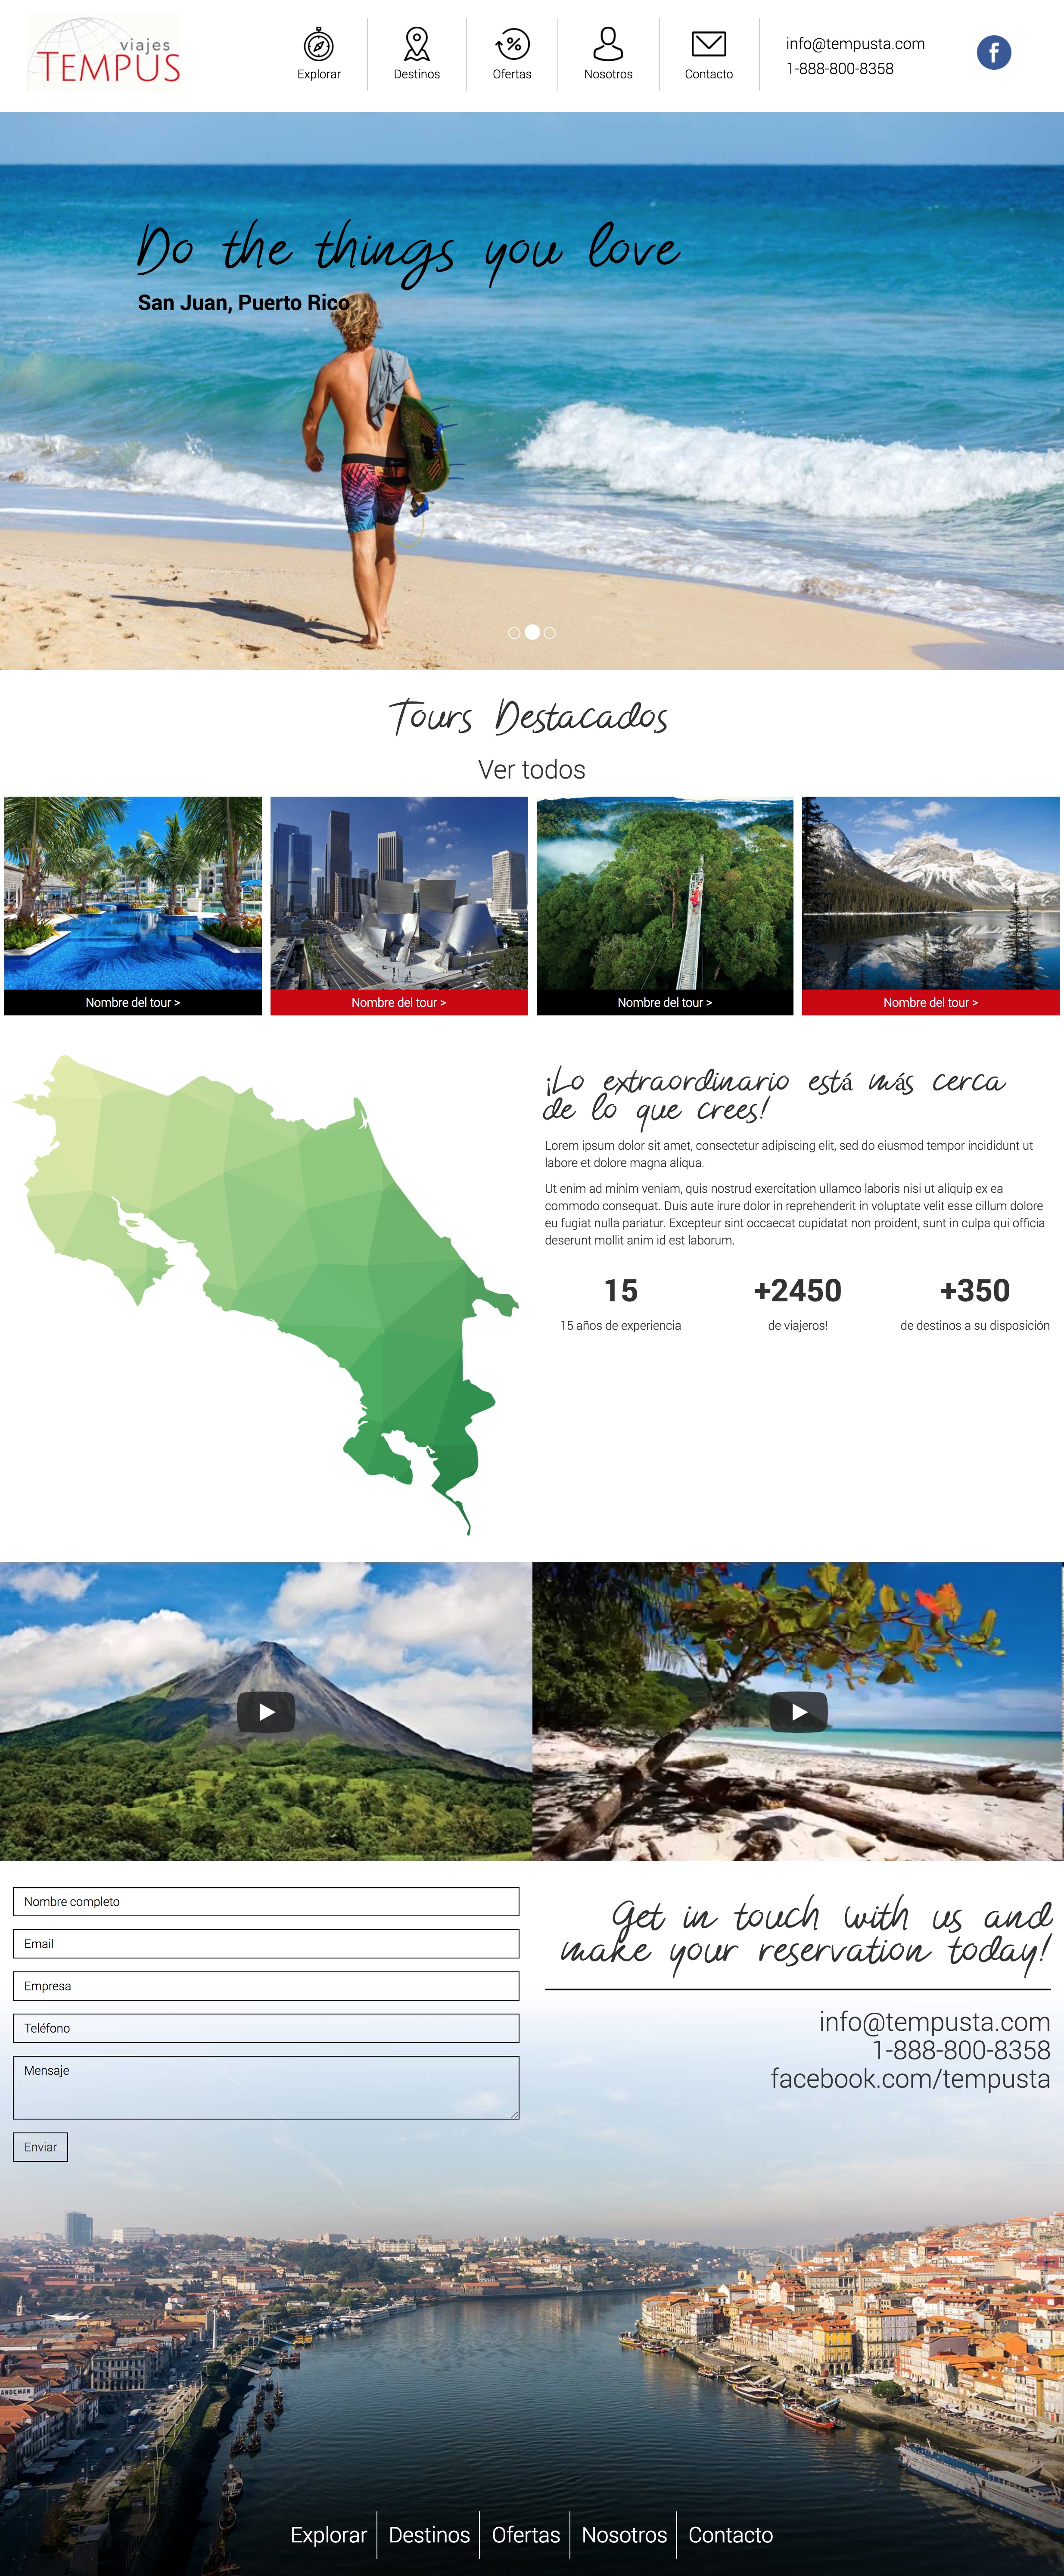 viajes
TEMPUS
Explorar
Destinos
Ofertas
Nosotros
Contacto
info@tempusta.com
1-888-800-8358
f
Do the things you love
San Juan, Puerto Rico
Tours Destacados
Ver todos
Nombre del tour >
Nombre del tour >
Nombre del tour >
Nombre del tour >
¡Lo extraordinario está más cerca
de lo que crees!
Lorem ipsum dolor sit amet, consectetur adipiscing elit, sed do eiusmod tempor incididunt ut
labore et dolore magna aliqua.
Ut enim ad minim veniam, quis nostrud exercitation ullamco laboris nisi ut aliquip ex ea
commodo consequat. Duis aute irure dolor in reprehenderit in voluptate velit esse cillum dolore
eu fugiat nulla pariatur. Excepteur sint occaecat cupidatat non proident, sunt in culpa qui officia
deserunt mollit anim id est laborum.
15
15 años de experiencia
+2450
de viajeros!
+350
de destinos a su disposición
Nombre completo
Email
Empresa
Teléfono
Mensaje
Enviar
Get in touch with us and
make your reservation today!
info@tempusta.com
1-888-800-8358
facebook.com/tempusta
SANDEMAN
Explorar
Destinos
Ofertas
Nosotros
Contacto